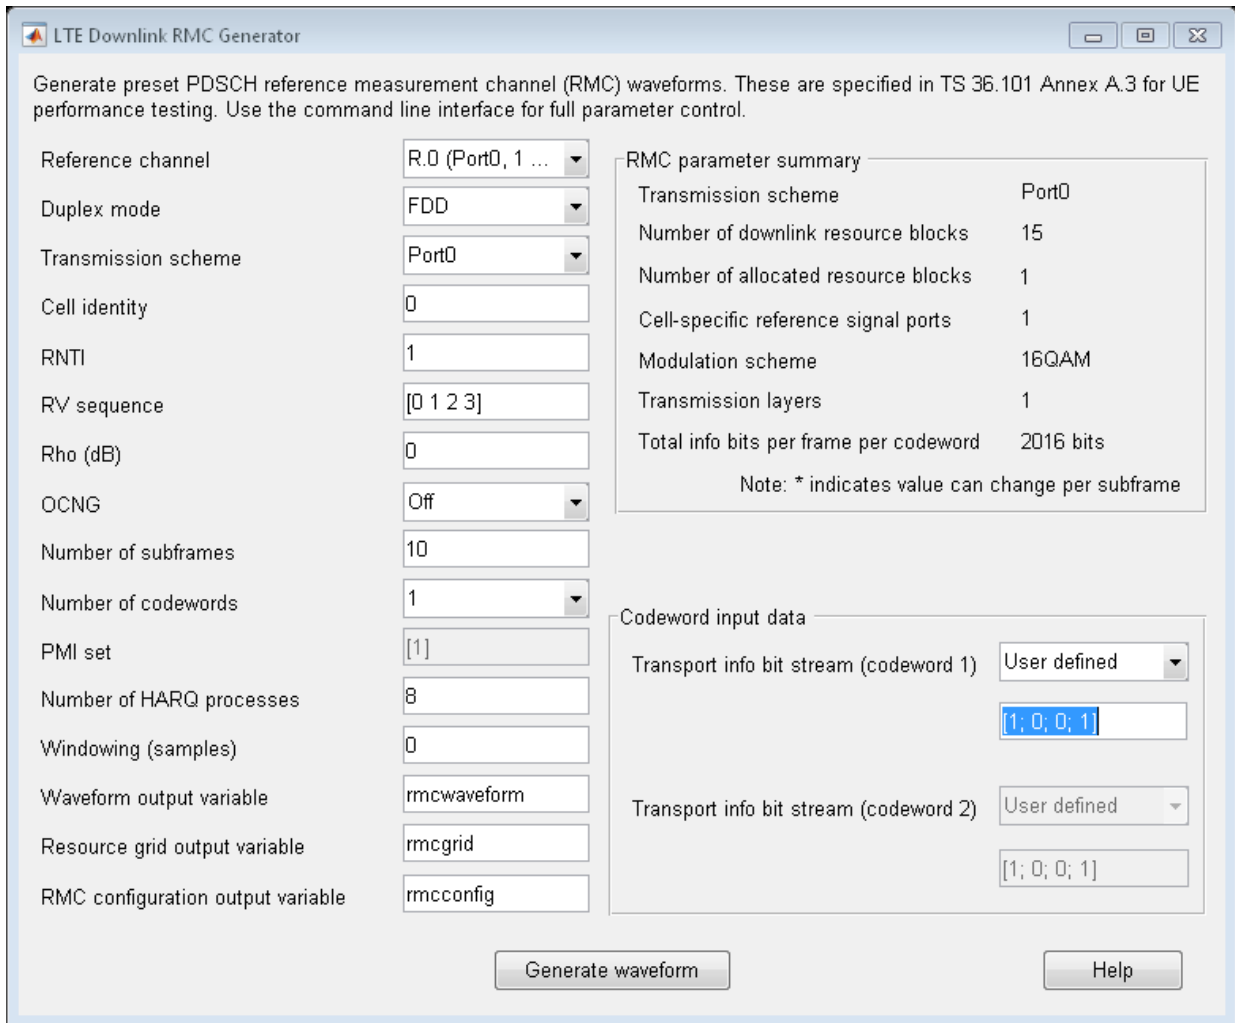 LTE Downlink RMC Generator
Generate preset PDSCH reference measurement channel (RMC) waveforms. These are specified in TS 36.101 Annex A.3 for UE
performance testing. Use the command line interface for full parameter control.
Reference channel R.0 (Port0, 1 ...
Duplex mode FDD
Transmission scheme Port0
Cell identity 0
RNTI 1
RV sequence [0 1 2 3]
Rho (dB) 0
OCNG Off
Number of subframes 10
Number of codewords 1
PMI set [1]
Number of HARQ processes 8
Windowing (samples) 0
Waveform output variable rmcwaveform
Resource grid output variable rmcgrid
RMC configuration output variable rmcconfig
RMC parameter summary
Transmission scheme Port0
Number of downlink resource blocks 15
Number of allocated resource blocks 1
Cell-specific reference signal ports 1
Modulation scheme 16QAM
Transmission layers 1
Total info bits per frame per codeword 2016 bits
Note: * indicates value can change per subframe
Codeword input data
Transport info bit stream (codeword 1) User defined
[1; 0; 0; 1]
Transport info bit stream (codeword 2) User defined
[1; 0; 0; 1]
Generate waveform
Help